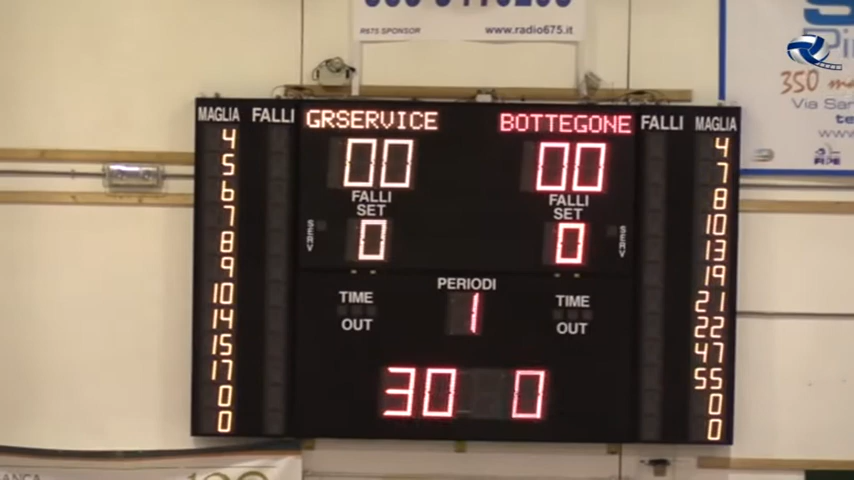 R675 SPONSOR www.radio675.it
350
Via San
MAGLIA FALLI GRSERVICE BOTTEGONE FALLI MAGLIA
4 00 00 4
5 7
6 FALLI SET FALLI SET 8
7 10
8 SERV 0 0 SERV 13
9 PERIODI 19
10 TIME OUT 1 TIME OUT 21
14 22
15 47
17 30 0 55
0 0
0 0